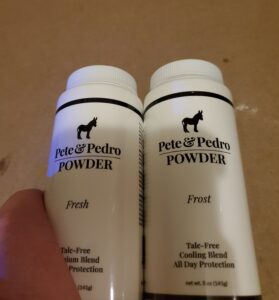 Pete & Pedro
POWDER
Fresh
Talc-Free
Blend
Protection
(141g)
Pete & Pedro
POWDER
Frost
Talc-Free
Cooling Blend
All Day Protection
net wt. 5 oz (141g)